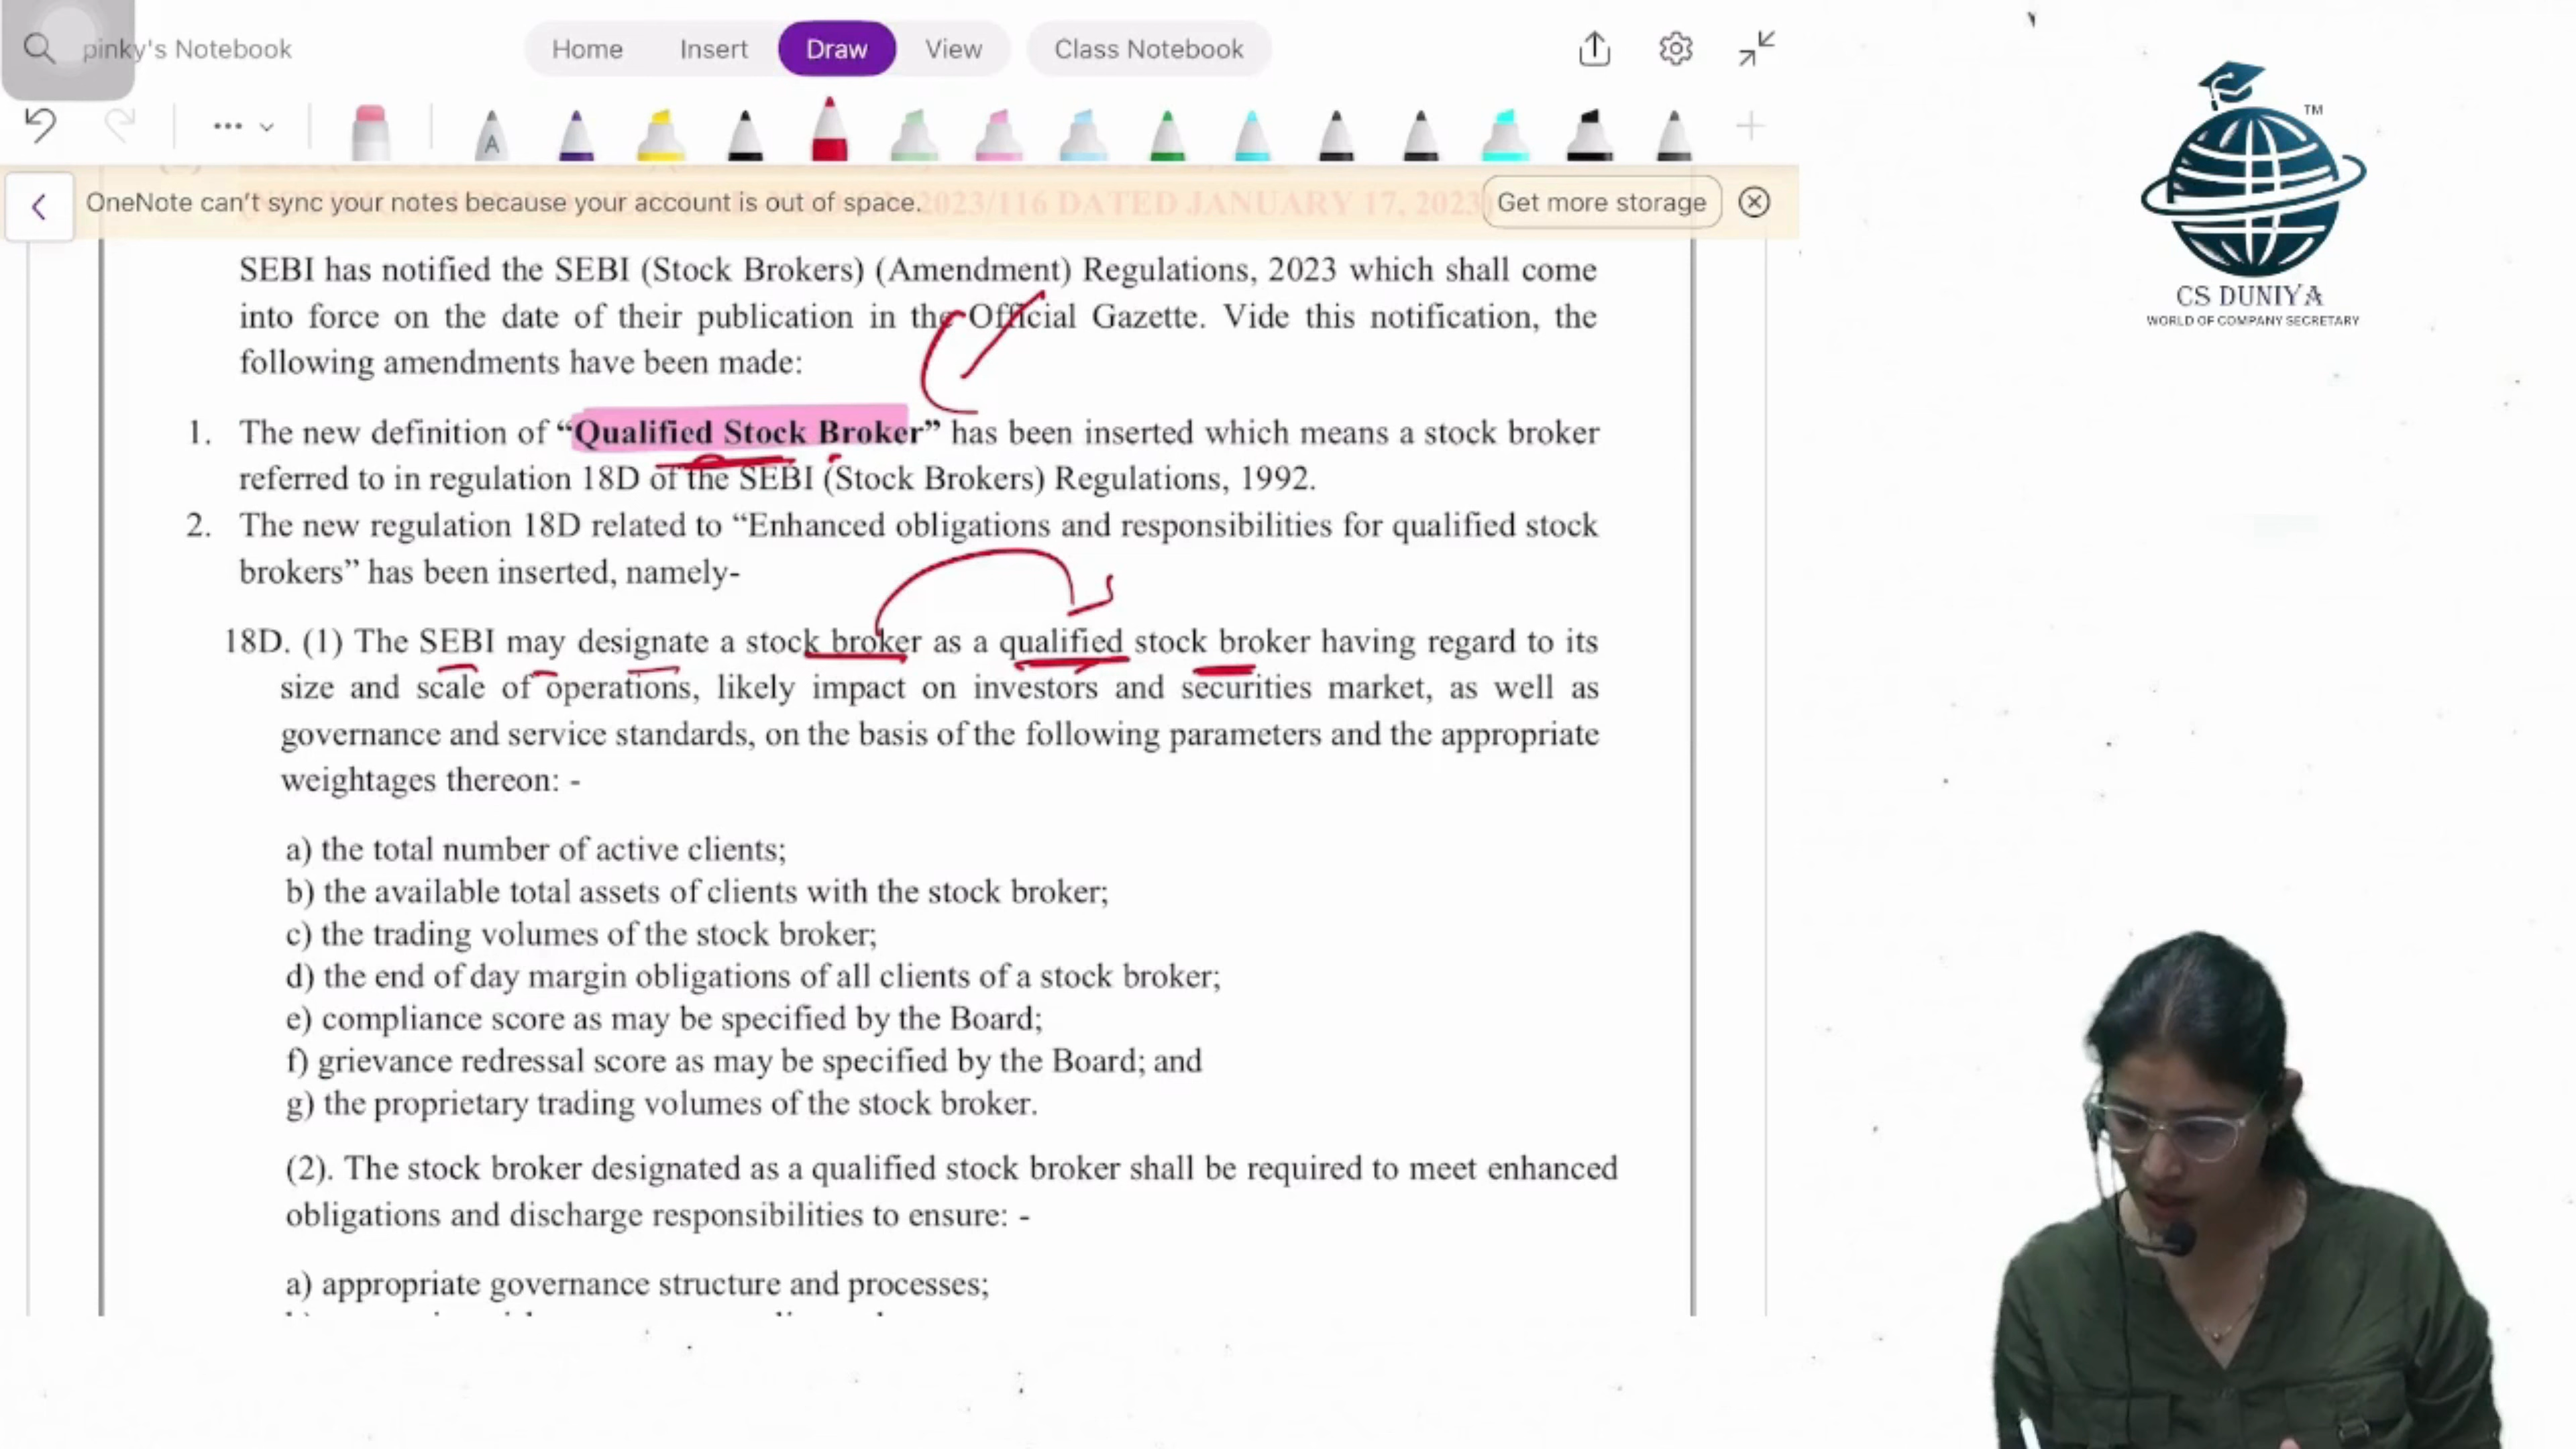 pinky's Notebook
Home Insert Draw View Class Notebook
A
OneNote can't sync your notes because your account is out of space.
2023/116 DATED JANUARY 17, 2023)
Get more storage
SEBI has notified the SEBI (Stock Brokers) (Amendment) Regulations, 2023 which shall come
into force on the date of their publication in the Official Gazette. Vide this notification, the
following amendments have been made:
1. The new definition of “Qualified Stock Broker” has been inserted which means a stock broker
referred to in regulation 18D of the SEBI (Stock Brokers) Regulations, 1992.
2. The new regulation 18D related to “Enhanced obligations and responsibilities for qualified stock
brokers” has been inserted, namely-
18D. (1) The SEBI may designate a stock broker as a qualified stock broker having regard to its
size and scale of operations, likely impact on investors and securities market, as well as
governance and service standards, on the basis of the following parameters and the appropriate
weightages thereon: -
a) the total number of active clients;
b) the available total assets of clients with the stock broker;
c) the trading volumes of the stock broker;
d) the end of day margin obligations of all clients of a stock broker;
e) compliance score as may be specified by the Board;
f) grievance redressal score as may be specified by the Board; and
g) the proprietary trading volumes of the stock broker.
(2). The stock broker designated as a qualified stock broker shall be required to meet enhanced
obligations and discharge responsibilities to ensure: -
a) appropriate governance structure and processes;
TM
CS DUNIYA
WORLD OF COMPANY SECRETARY